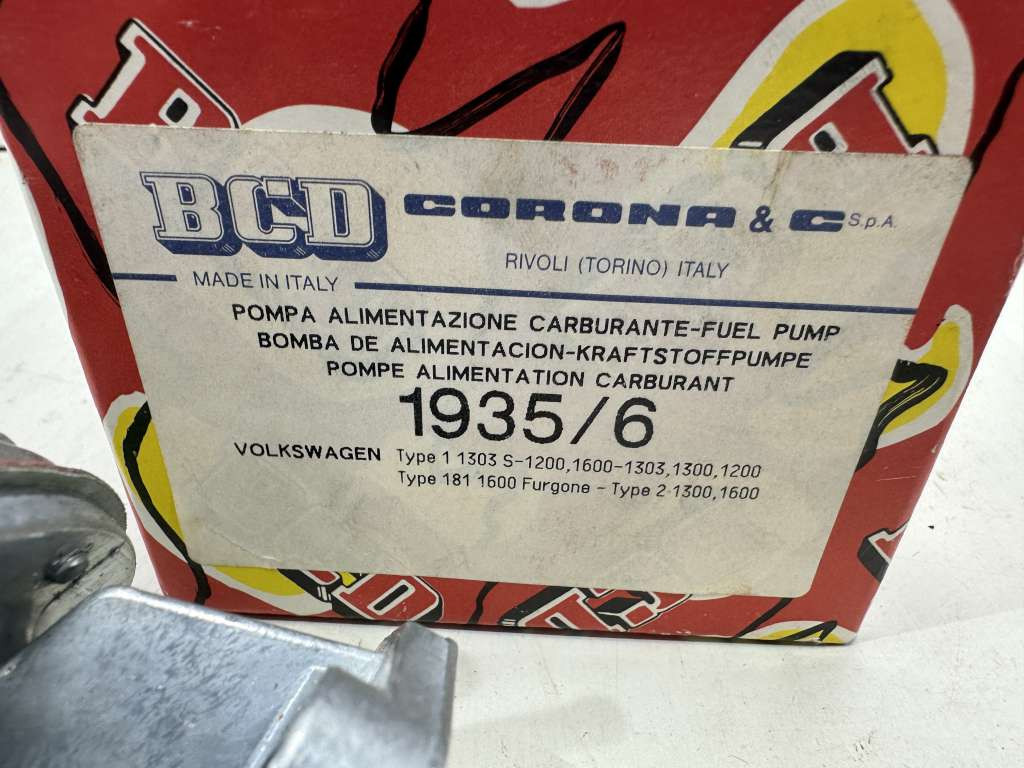 BCD CORONA & C S.p.A.
RIVOLI (TORINO) ITALY
MADE IN ITALY
POMPA ALIMENTAZIONE CARBURANTE-FUEL PUMP
BOMBA DE ALIMENTACION-KRAFTSTOFFPUMPE
POMPE ALIMENTATION CARBURANT
1935/6
VOLKSWAGEN Type 1 1303 S-1200,1600-1303,1300,1200
Type 181 1600 Furgone - Type 2 1300,1600